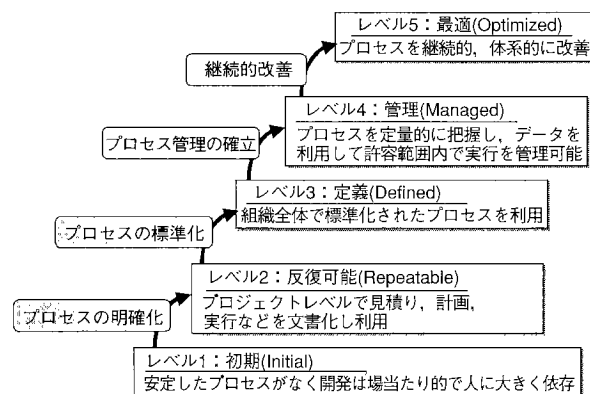 レベル5：最適(Optimized)
プロセスを継続的，体系的に改善
継続的改善
レベル4：管理(Managed)
プロセスを定量的に把握し，データを
利用して許容範囲内で実行を管理可能
プロセス管理の確立
レベル3：定義(Defined)
組織全体で標準化されたプロセスを利用
プロセスの標準化
レベル2：反復可能(Repeatable)
プロジェクトレベルで見積り，計画，
実行などを文書化し利用
プロセスの明確化
レベル1：初期(Initial)
安定したプロセスがなく開発は場当たり的で人に大きく依存